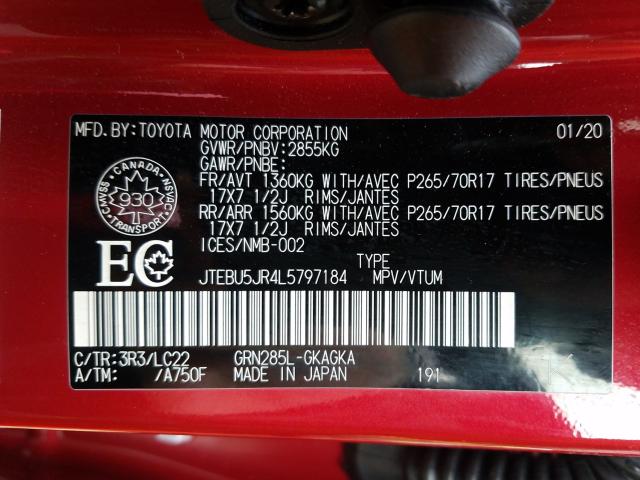 MFD.BY:TOYOTA MOTOR CORPORATION 01/20
GVWR/PNBV:2855KG
GAWR/PNBE:
FR/AVT 1360KG WITH/AVEC P265/70R17 TIRES/PNEUS
17X7 1/2J RIMS/JANTES
RR/ARR 1560KG WITH/AVEC P265/70R17 TIRES/PNEUS
17X7 1/2J RIMS/JANTES
ICES/NMB-002
CANADA
CMVSS NSVAC
930
TRANSPORT
EC
TYPE
JTEBU5JR4L5797184 MPV/VTUM
C/TR:3R3/LC22 GRN285L-GKAGKA
A/TM: /A750F MADE IN JAPAN 191